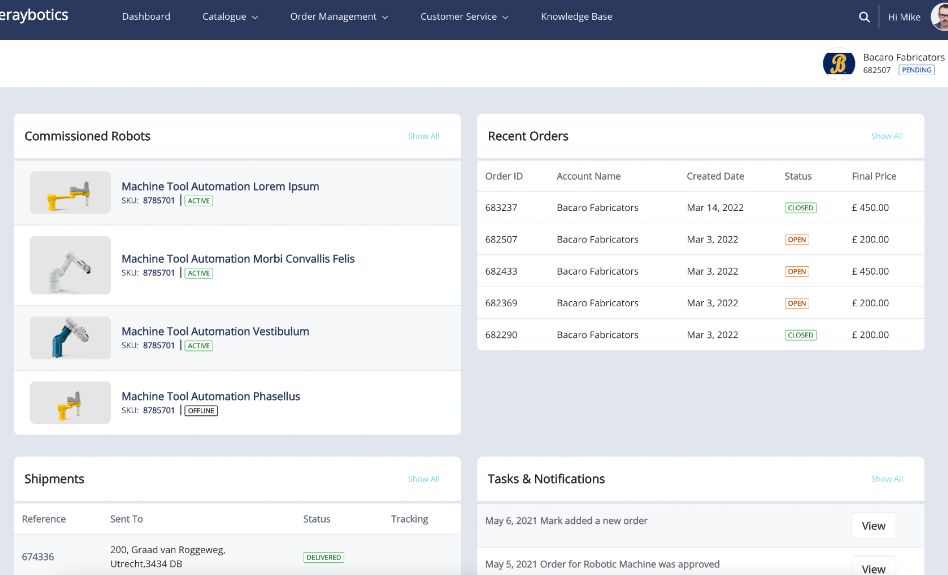 eraybotics
Dashboard Catalogue Order Management Customer Service Knowledge Base Hi Mike
Bacaro Fabricators
682507 PENDING
Commissioned Robots Show All
Machine Tool Automation Lorem Ipsum
SKU: 8785701 | ACTIVE
Machine Tool Automation Morbi Convallis Felis
SKU: 8785701 | ACTIVE
Machine Tool Automation Vestibulum
SKU: 8785701 | ACTIVE
Machine Tool Automation Phasellus
SKU: 8785701 | OFFLINE
Recent Orders Show All
Order ID Account Name Created Date Status Final Price
683237 Bacaro Fabricators Mar 14, 2022 CLOSED £ 450.00
682507 Bacaro Fabricators Mar 3, 2022 OPEN £ 200.00
682433 Bacaro Fabricators Mar 3, 2022 OPEN £ 450.00
682369 Bacaro Fabricators Mar 3, 2022 OPEN £ 200.00
682290 Bacaro Fabricators Mar 3, 2022 CLOSED £ 200.00
Shipments Show All
Reference Sent To Status Tracking
674336 200, Graad van Roggeweg, DELIVERED
Utrecht,3434 DB
Tasks & Notifications Show All
May 6, 2021 Mark added a new order View
May 5, 2021 Order for Robotic Machine was approved View